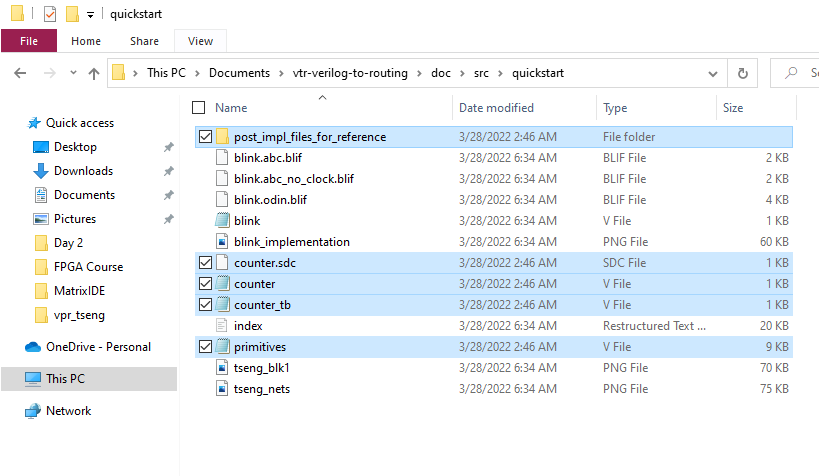 quickstart
File Home Share View
This PC Documents vtr-verilog-to-routing doc src quickstart
Name Date modified Type Size
Quick access
Desktop
Downloads
Documents
Pictures
Day 2
FPGA Course
MatrixIDE
vpr_tseng
OneDrive - Personal
This PC
Network
post_impl_files_for_reference 3/28/2022 2:46 AM File folder
blink.abc.blif 3/28/2022 6:34 AM BLIF File 2 KB
blink.abc_no_clock.blif 3/28/2022 6:34 AM BLIF File 2 KB
blink.odin.blif 3/28/2022 6:34 AM BLIF File 4 KB
blink 3/28/2022 6:34 AM V File 1 KB
blink_implementation 3/28/2022 6:34 AM PNG File 60 KB
counter.sdc 3/28/2022 2:46 AM SDC File 1 KB
counter 3/28/2022 2:46 AM V File 1 KB
counter_tb 3/28/2022 2:46 AM V File 1 KB
index 3/28/2022 6:34 AM Restructured Text ... 20 KB
primitives 3/28/2022 2:46 AM V File 9 KB
tseng_blk1 3/28/2022 6:34 AM PNG File 70 KB
tseng_nets 3/28/2022 6:34 AM PNG File 75 KB